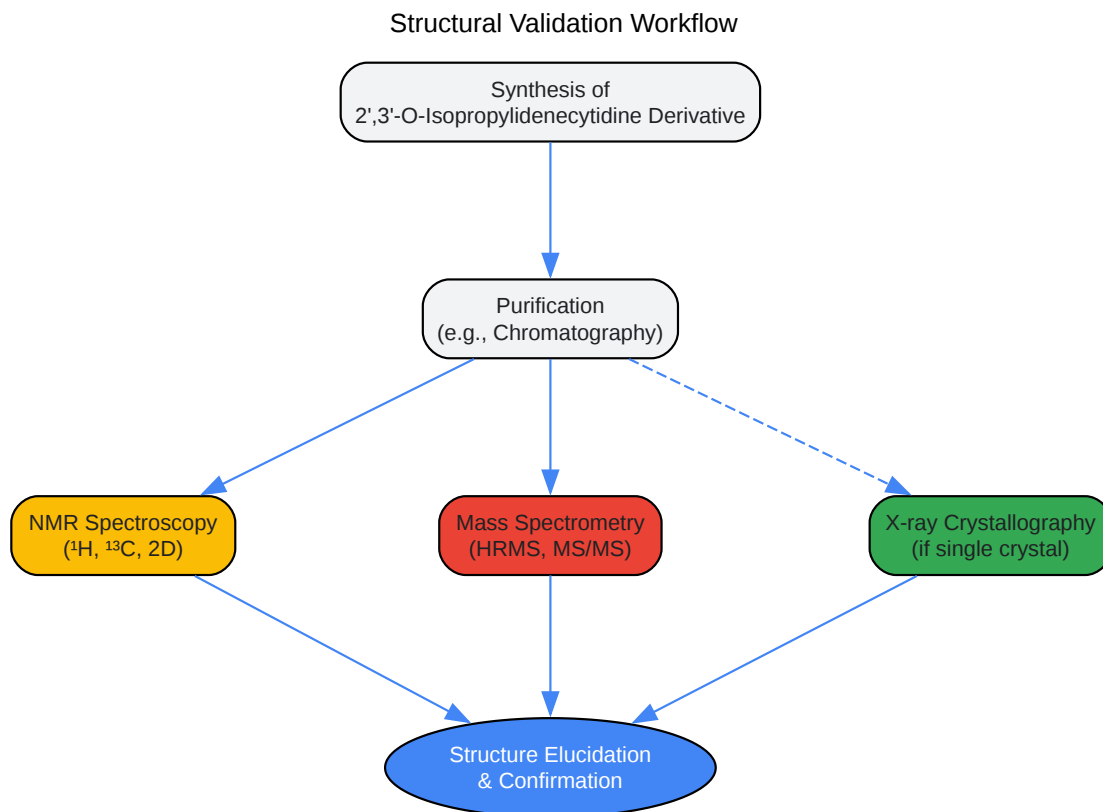 Structural Validation Workflow
Synthesis of
2',3'-O-Isopropylidenecytidine Derivative
Purification
(e.g., Chromatography)
NMR Spectroscopy
(¹H, ¹³C, 2D)
Mass Spectrometry
(HRMS, MS/MS)
X-ray Crystallography
(if single crystal)
Structure Elucidation
& Confirmation